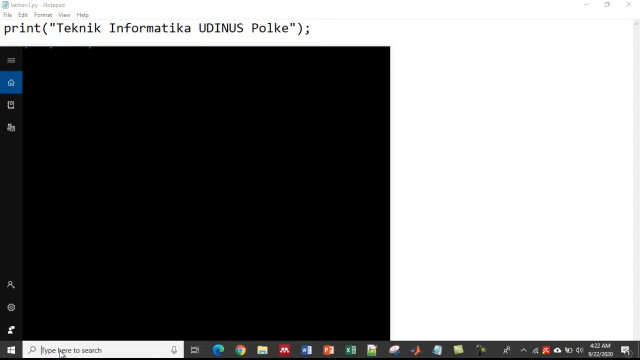 latihan1.py - Notepad
File Edit Format View Help
print("Teknik Informatika UDINUS Polke");
Type here to search
4:22 AM
9/22/2020